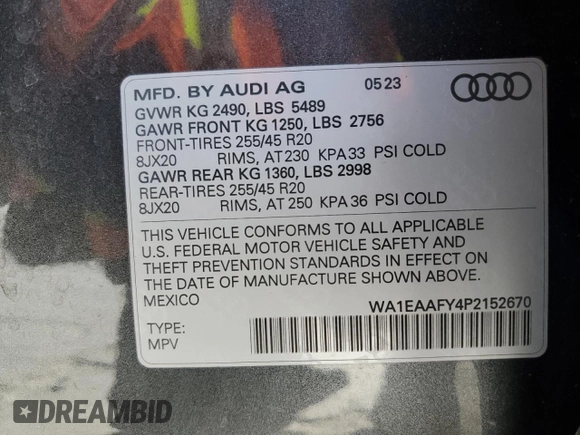 MFD. BY AUDI AG 05 23
GVWR KG 2490, LBS 5489
GAWR FRONT KG 1250, LBS 2756
FRONT-TIRES 255/45 R20
8JX20 RIMS, AT 230 KPA 33 PSI COLD
GAWR REAR KG 1360, LBS 2998
REAR-TIRES 255/45 R20
8JX20 RIMS, AT 250 KPA 36 PSI COLD
THIS VEHICLE CONFORMS TO ALL APPLICABLE
U.S. FEDERAL MOTOR VEHICLE SAFETY AND
THEFT PREVENTION STANDARDS IN EFFECT ON
THE DATE OF MANUFACTURE SHOWN ABOVE.
MEXICO
WA1EAAFY4P2152670
TYPE:
MPV
DREAMBID